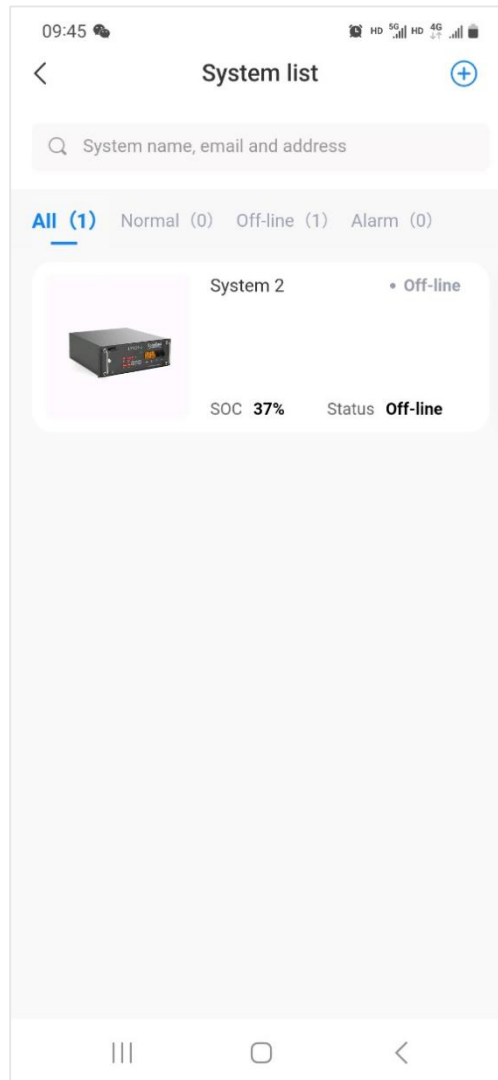 09:45 HD 5G HD 4G
System list
System name, email and address
All (1) Normal (0) Off-line (1) Alarm (0)
System 2 • Off-line
SOC 37% Status Off-line